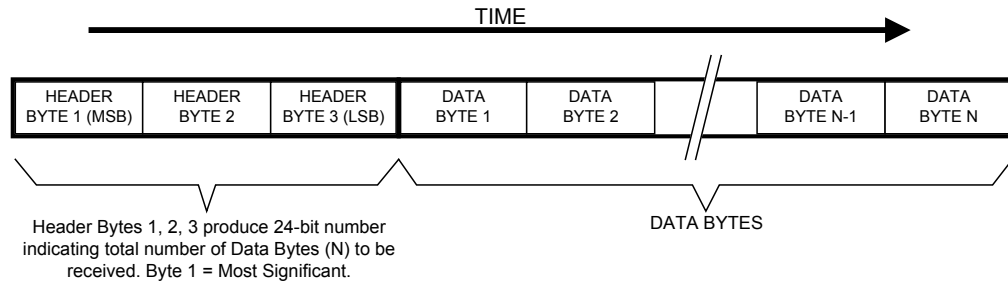 TIME
HEADER
BYTE 1 (MSB)
HEADER
BYTE 2
HEADER
BYTE 3 (LSB)
DATA
BYTE 1
DATA
BYTE 2
DATA
BYTE N-1
DATA
BYTE N
Header Bytes 1, 2, 3 produce 24-bit number
indicating total number of Data Bytes (N) to be
received. Byte 1 = Most Significant.
DATA BYTES